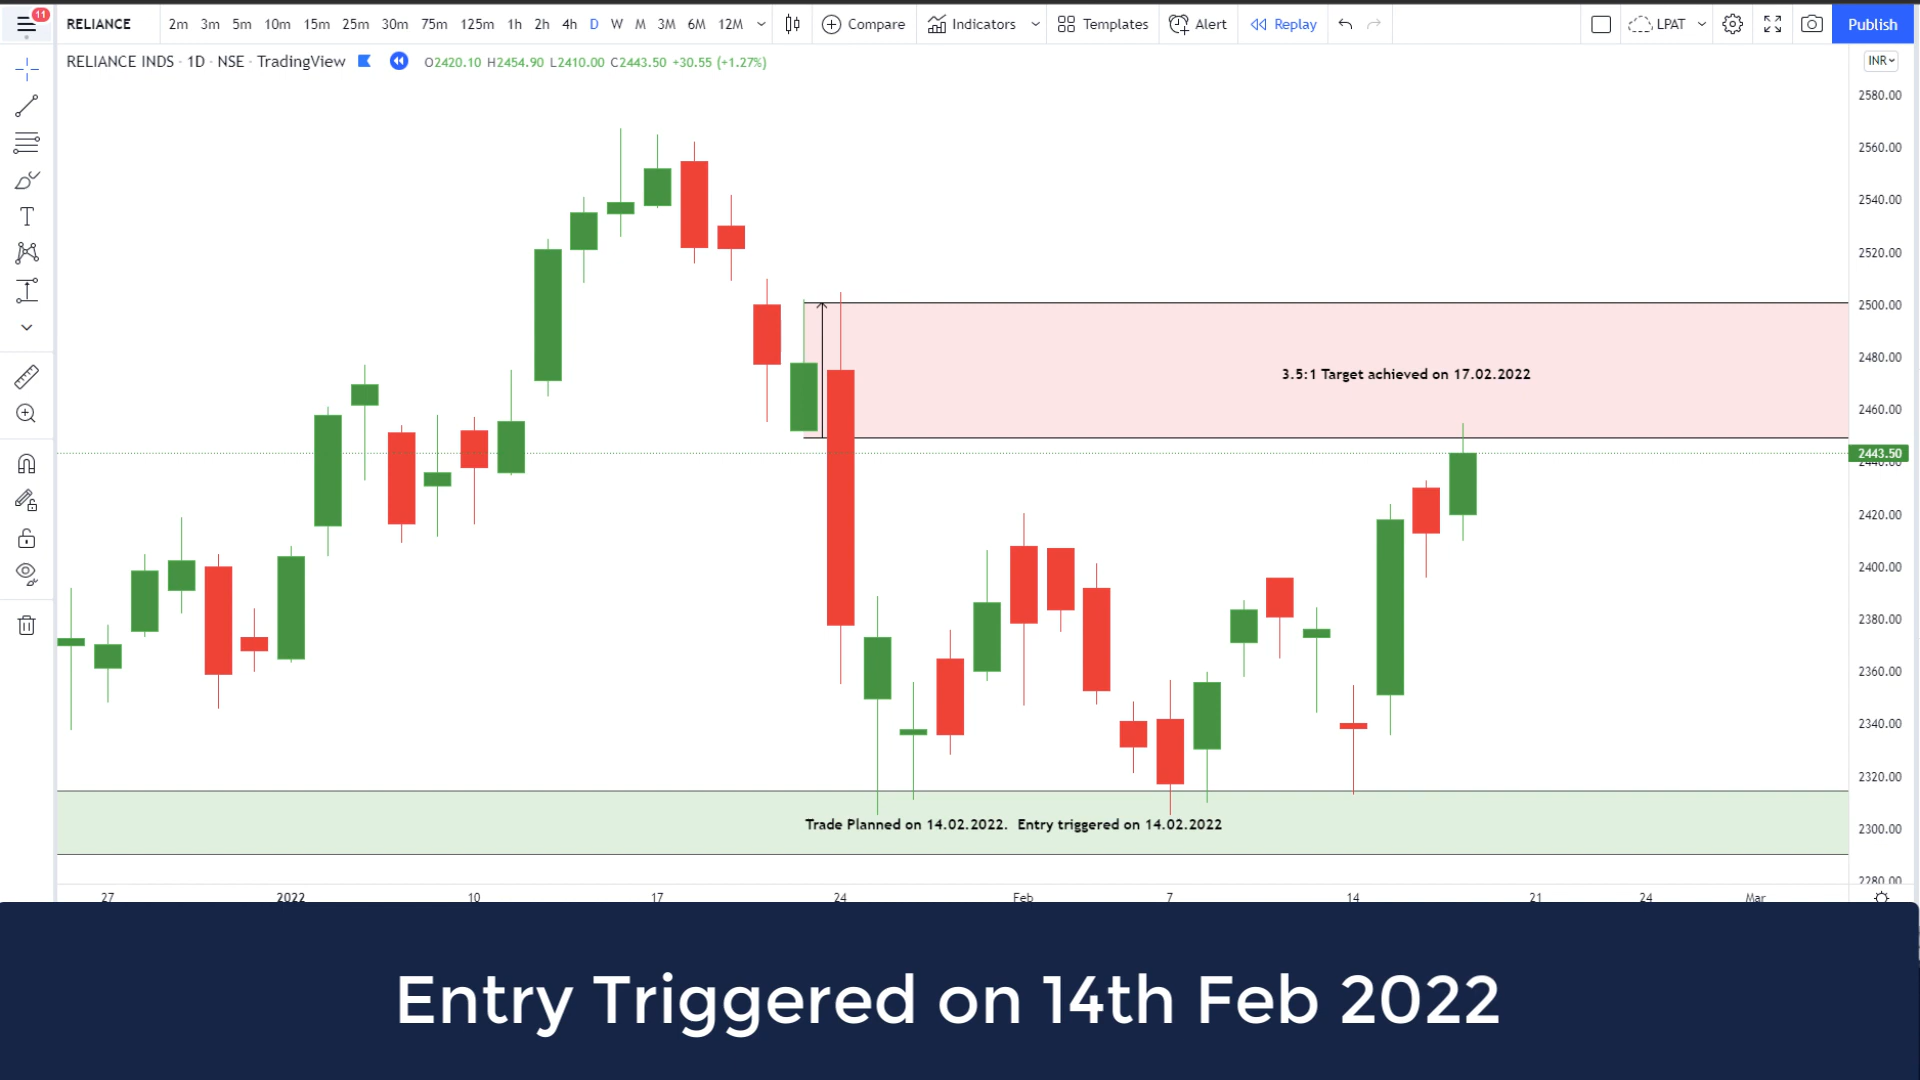 11
RELIANCE 2m 3m 5m 10m 15m 25m 30m 75m 125m 1h 2h 4h D W M 3M 6M 12M Compare Indicators Templates Alert Replay LPAT Publish
RELIANCE INDS · 1D · NSE · TradingView O2420.10 H2454.90 L2410.00 C2443.50 +30.55 (+1.27%)
INR
2580.00
2560.00
2540.00
2520.00
2500.00
2480.00
3.5:1 Target achieved on 17.02.2022
2460.00
2443.50
2440.00
2420.00
2400.00
2380.00
2360.00
2340.00
2320.00
Trade Planned on 14.02.2022. Entry triggered on 14.02.2022
2300.00
2280.00
27 2022 10 17 24 Feb 7 14 21 24 Mar
Entry Triggered on 14th Feb 2022